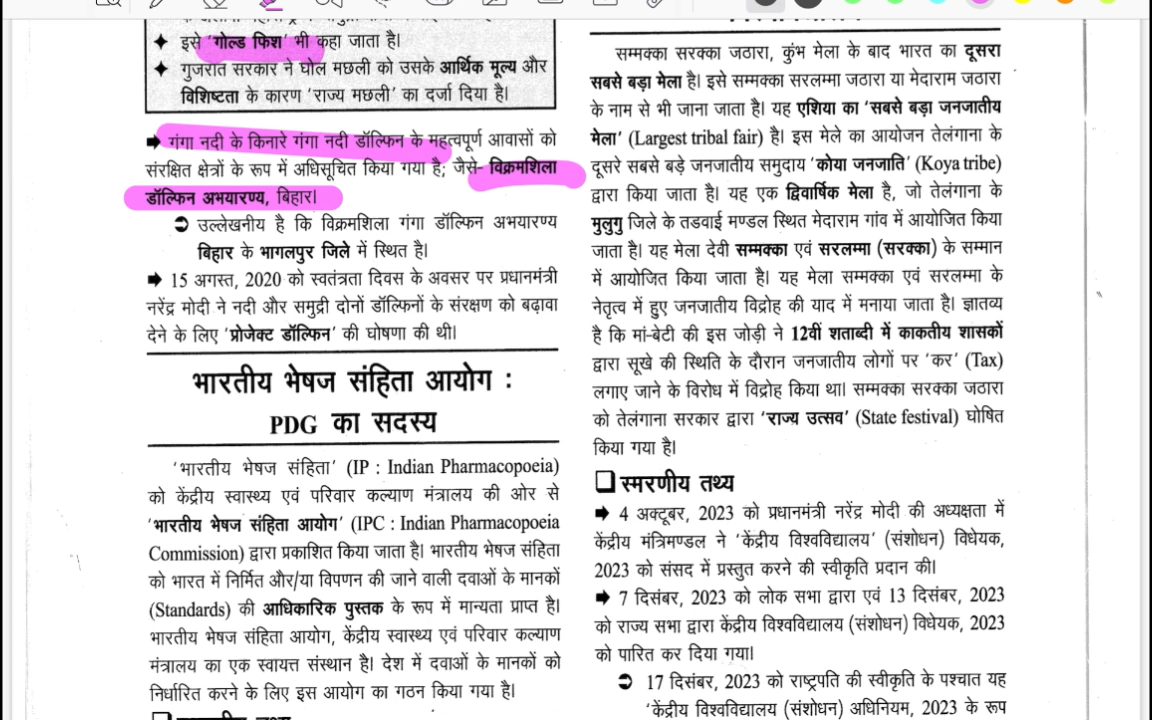 ✦ इसे 'गोल्ड फिश' भी कहा जाता है।
✦ गुजरात सरकार ने घोल मछली को उसके आर्थिक मूल्य और
विशिष्टता के कारण 'राज्य मछली' का दर्जा दिया है।
➡ गंगा नदी के किनारे गंगा नदी डॉल्फिन के महत्वपूर्ण आवासों को
संरक्षित क्षेत्रों के रूप में अधिसूचित किया गया है; जैसे- विक्रमशिला
डॉल्फिन अभयारण्य, बिहार।
➲ उल्लेखनीय है कि विक्रमशिला गंगा डॉल्फिन अभयारण्य
बिहार के भागलपुर जिले में स्थित है।
➡ 15 अगस्त, 2020 को स्वतंत्रता दिवस के अवसर पर प्रधानमंत्री
नरेंद्र मोदी ने नदी और समुद्री दोनों डॉल्फिनों के संरक्षण को बढ़ावा
देने के लिए 'प्रोजेक्ट डॉल्फिन' की घोषणा की थी।
भारतीय भेषज संहिता आयोग :
PDG का सदस्य
'भारतीय भेषज संहिता' (IP : Indian Pharmacopoeia)
को केंद्रीय स्वास्थ्य एवं परिवार कल्याण मंत्रालय की ओर से
'भारतीय भेषज संहिता आयोग' (IPC : Indian Pharmacopoeia
Commission) द्वारा प्रकाशित किया जाता है। भारतीय भेषज संहिता
को भारत में निर्मित और/या विपणन की जाने वाली दवाओं के मानकों
(Standards) की आधिकारिक पुस्तक के रूप में मान्यता प्राप्त है।
भारतीय भेषज संहिता आयोग, केंद्रीय स्वास्थ्य एवं परिवार कल्याण
मंत्रालय का एक स्वायत्त संस्थान है। देश में दवाओं के मानकों को
निर्धारित करने के लिए इस आयोग का गठन किया गया है।
सम्मक्का सरक्का जठारा, कुंभ मेला के बाद भारत का दूसरा
सबसे बड़ा मेला है। इसे सम्मक्का सरलम्मा जठारा या मेदाराम जठारा
के नाम से भी जाना जाता है। यह एशिया का 'सबसे बड़ा जनजातीय
मेला' (Largest tribal fair) है। इस मेले का आयोजन तेलंगाना के
दूसरे सबसे बड़े जनजातीय समुदाय 'कोया जनजाति' (Koya tribe)
द्वारा किया जाता है। यह एक द्विवार्षिक मेला है, जो तेलंगाना के
मुलुगु जिले के तडवाई मण्डल स्थित मेदाराम गांव में आयोजित किया
जाता है। यह मेला देवी सम्मक्का एवं सरलम्मा (सरक्का) के सम्मान
में आयोजित किया जाता है। यह मेला सम्मक्का एवं सरलम्मा के
नेतृत्व में हुए जनजातीय विद्रोह की याद में मनाया जाता है। ज्ञातव्य
है कि मां-बेटी की इस जोड़ी ने 12वीं शताब्दी में काकतीय शासकों
द्वारा सूखे की स्थिति के दौरान जनजातीय लोगों पर 'कर' (Tax)
लगाए जाने के विरोध में विद्रोह किया था। सम्मक्का सरक्का जठारा
को तेलंगाना सरकार द्वारा 'राज्य उत्सव' (State festival) घोषित
किया गया है।
❑ स्मरणीय तथ्य
➡ 4 अक्टूबर, 2023 को प्रधानमंत्री नरेंद्र मोदी की अध्यक्षता में
केंद्रीय मंत्रिमण्डल ने 'केंद्रीय विश्वविद्यालय' (संशोधन) विधेयक,
2023 को संसद में प्रस्तुत करने की स्वीकृति प्रदान की।
➡ 7 दिसंबर, 2023 को लोक सभा द्वारा एवं 13 दिसंबर, 2023
को राज्य सभा द्वारा केंद्रीय विश्वविद्यालय (संशोधन) विधेयक, 2023
को पारित कर दिया गया।
➲ 17 दिसंबर, 2023 को राष्ट्रपति की स्वीकृति के पश्चात यह
'केंद्रीय विश्वविद्यालय (संशोधन) अधिनियम, 2023 के रूप